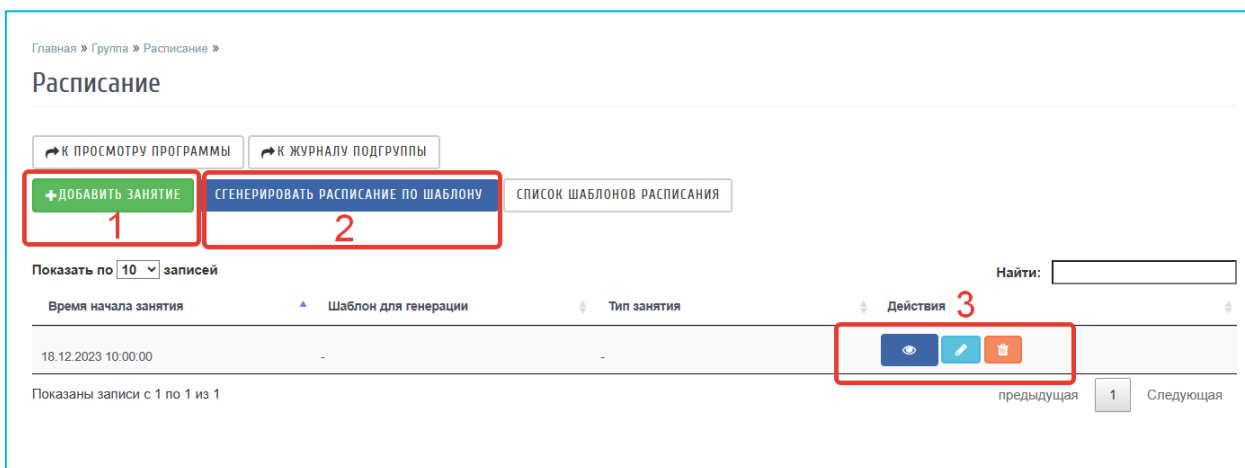 Главная » Группа » Расписание »
Расписание
К ПРОСМОТРУ ПРОГРАММЫ К ЖУРНАЛУ ПОДГРУППЫ
+ДОБАВИТЬ ЗАНЯТИЕ СГЕНЕРИРОВАТЬ РАСПИСАНИЕ ПО ШАБЛОНУ СПИСОК ШАБЛОНОВ РАСПИСАНИЯ
1 2
Показать по 10 записей Найти:
Время начала занятия Шаблон для генерации Тип занятия Действия 3
18.12.2023 10:00:00 - -
Показаны записи с 1 по 1 из 1 предыдущая 1 Следующая